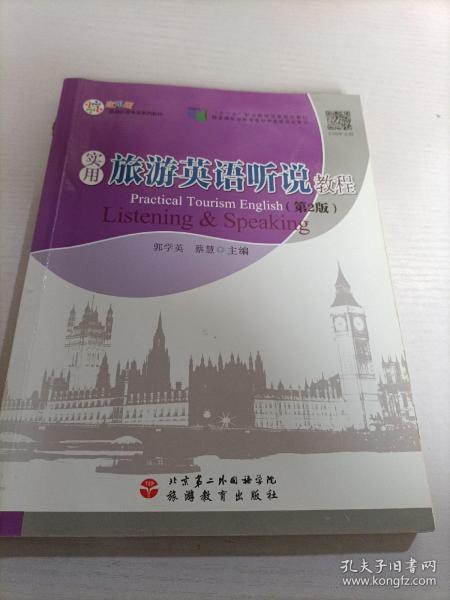 实用
旅游英语听说教程
Practical Tourism English
(第2版)
Listening & Speaking
郭学英 蔡慧 主编
TEP
北京第二外国语学院
旅游教育出版社
孔夫子旧书网
www.kongfz.com